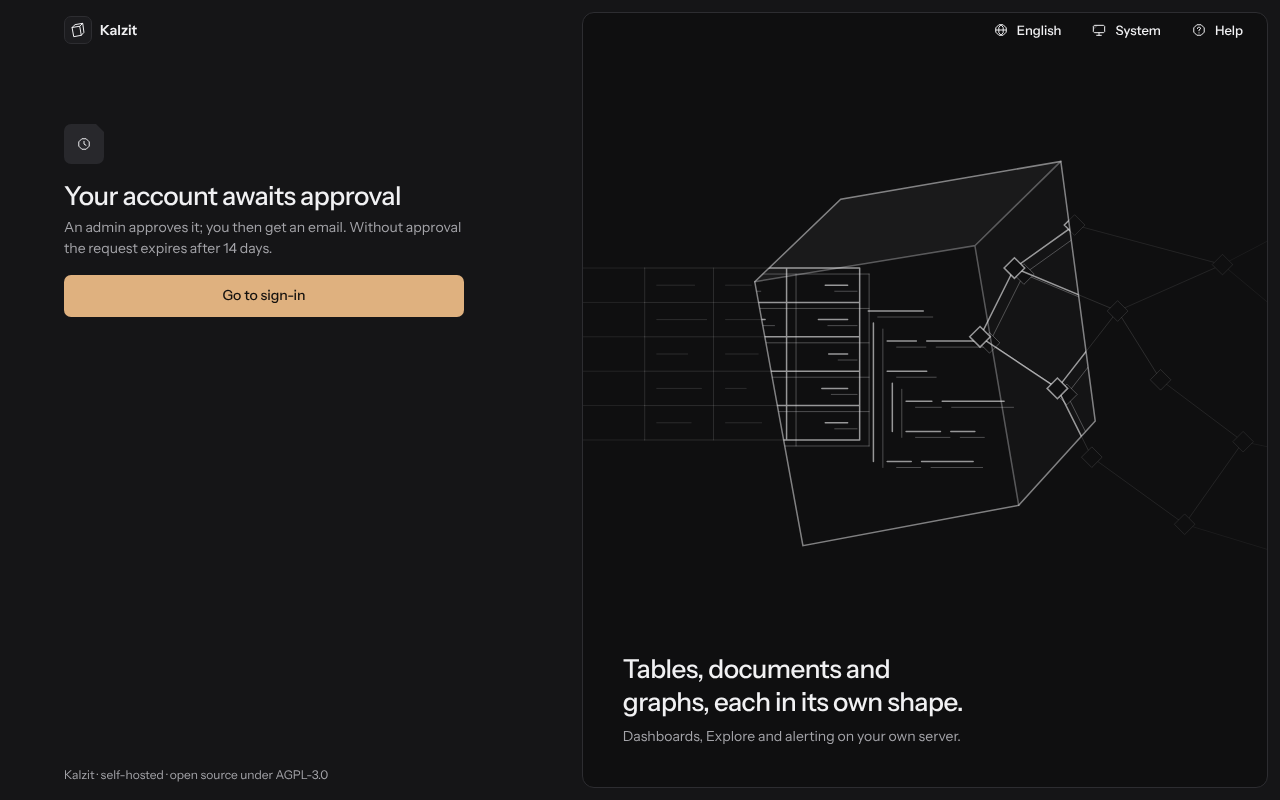 Kalzit
English
System
Help
Your account awaits approval
An admin approves it; you then get an email. Without approval
the request expires after 14 days.
Go to sign-in
Tables, documents and
graphs, each in its own shape.
Dashboards, Explore and alerting on your own server.
Kalzit · self-hosted · open source under AGPL-3.0